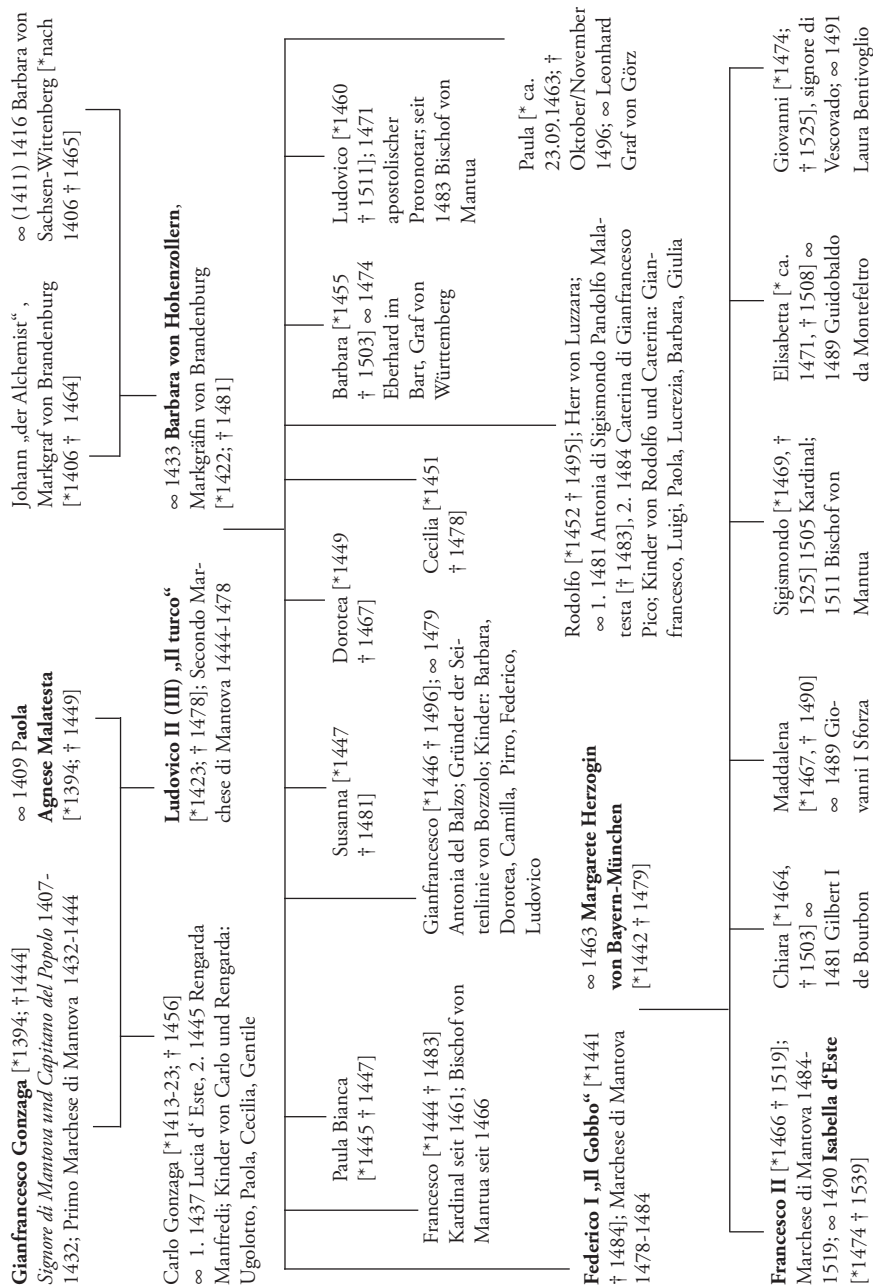 Gianfrancesco Gonzaga [*1394; †1444]
Signore di Mantova und Capitano del Popolo 1407-
1432; Primo Marchese di Mantova 1432-1444
∞ 1409 Paola
Agnese Malatesta
[*1394; † 1449]
Johann „der Alchemist“ ,
Markgraf von Brandenburg
[*1406 † 1464]
∞ (1411) 1416 Barbara von
Sachsen-Wittenberg [*nach
1406 † 1465]
Carlo Gonzaga [*1413-23; † 1456]
∞ 1. 1437 Lucia d‘ Este, 2. 1445 Rengarda
Manfredi; Kinder von Carlo und Rengarda:
Ugolotto, Paola, Cecilia, Gentile
Ludovico II (III) „Il turco“
[*1423; † 1478]; Secondo Mar-
chese di Mantova 1444-1478
∞ 1433 Barbara von Hohenzollern,
Markgräfin von Brandenburg
[*1422; † 1481]
Paula Bianca
[*1445 † 1447]
Susanna [*1447
† 1481]
Dorotea [*1449
† 1467]
Barbara [*1455
† 1503] ∞ 1474
Eberhard im
Bart, Graf von
Württemberg
Ludovico [*1460
† 1511]; 1471
apostolischer
Protonotar; seit
1483 Bischof von
Mantua
Francesco [*1444 † 1483]
Kardinal seit 1461; Bischof von
Mantua seit 1466
Gianfrancesco [*1446 † 1496]; ∞ 1479
Antonia del Balzo; Gründer der Sei-
tenlinie von Bozzolo; Kinder: Barbara,
Dorotea, Camilla, Pirro, Federico,
Ludovico
Cecilia [*1451
† 1478]
Rodolfo [*1452 † 1495]; Herr von Luzzara;
∞ 1. 1481 Antonia di Sigismondo Pandolfo Mala-
testa [† 1483], 2. 1484 Caterina di Gianfrancesco
Pico; Kinder von Rodolfo und Caterina: Gian-
francesco, Luigi, Paola, Lucrezia, Barbara, Giulia
Paula [* ca.
23.09.1463; †
Oktober/November
1496; ∞ Leonhard
Graf von Görz
Federico I „Il Gobbo“ [*1441
† 1484]; Marchese di Mantova
1478-1484
∞ 1463 Margarete Herzogin
von Bayern-München
[*1442 † 1479]
Francesco II [*1466 † 1519];
Marchese di Mantova 1484-
1519; ∞ 1490 Isabella d‘Este
[*1474 † 1539]
Chiara [*1464,
† 1503] ∞
1481 Gilbert I
de Bourbon
Maddalena
[*1467, † 1490]
∞ 1489 Gio-
vanni I Sforza
Sigismondo [*1469, †
1525] 1505 Kardinal;
1511 Bischof von
Mantua
Elisabetta [* ca.
1471, † 1508] ∞
1489 Guidobaldo
da Montefeltro
Giovanni [*1474;
† 1525], signore di
Vescovado; ∞ 1491
Laura Bentivoglio